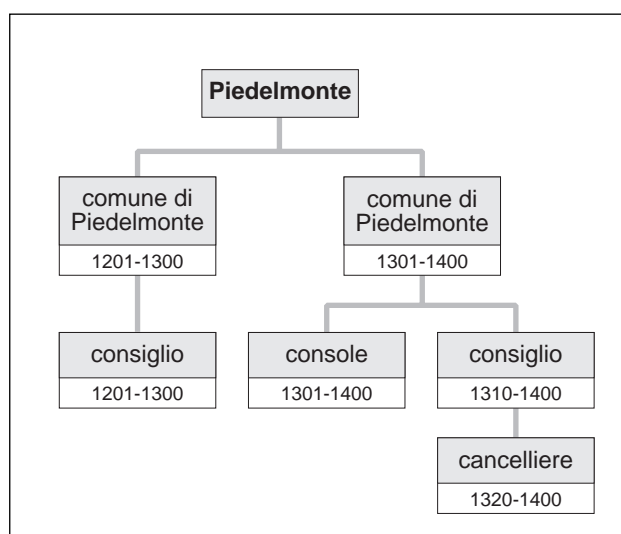 Piedelmonte
comune di
Piedelmonte
1201-1300
comune di
Piedelmonte
1301-1400
consiglio
1201-1300
console
1301-1400
consiglio
1310-1400
cancelliere
1320-1400